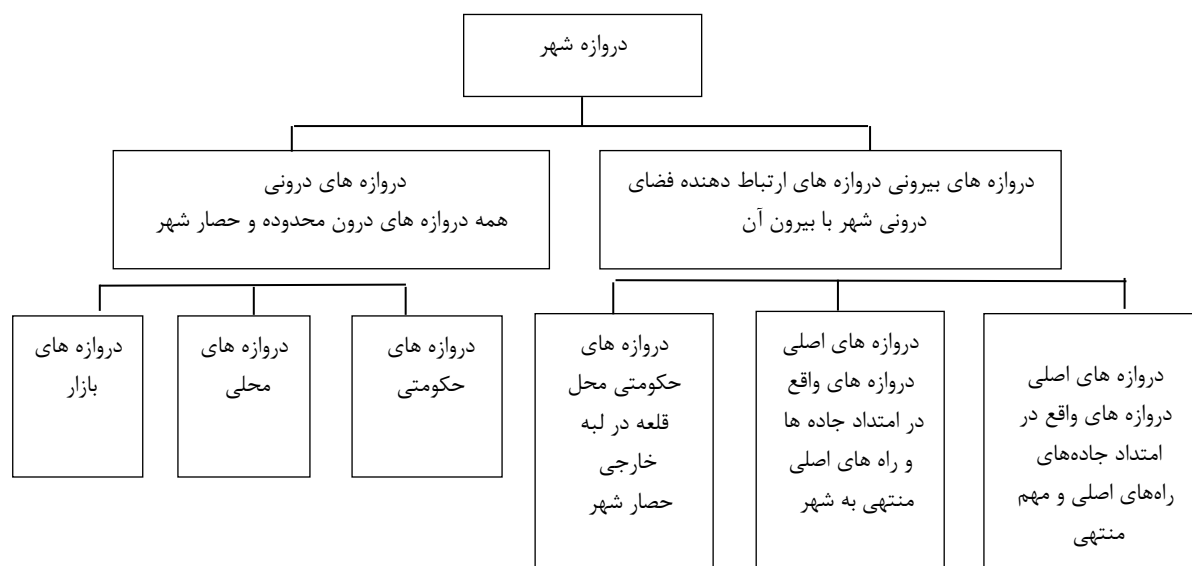 دروازه شهر
دروازه های بیرونی دروازه های ارتباط دهنده فضای
درونی شهر با بیرون آن
دروازه های درونی
همه دروازه های درون محدوده و حصار شهر
دروازه های اصلی
دروازه های واقع در
امتداد جاده‌های
راه‌های اصلی و مهم
منتهی
دروازه های اصلی
دروازه های واقع
در امتداد جاده ها
و راه های اصلی
منتهی به شهر
دروازه های
حکومتی محل
قلعه در لبه
خارجی
حصار شهر
دروازه های
حکومتی
دروازه های
محلی
دروازه های
بازار